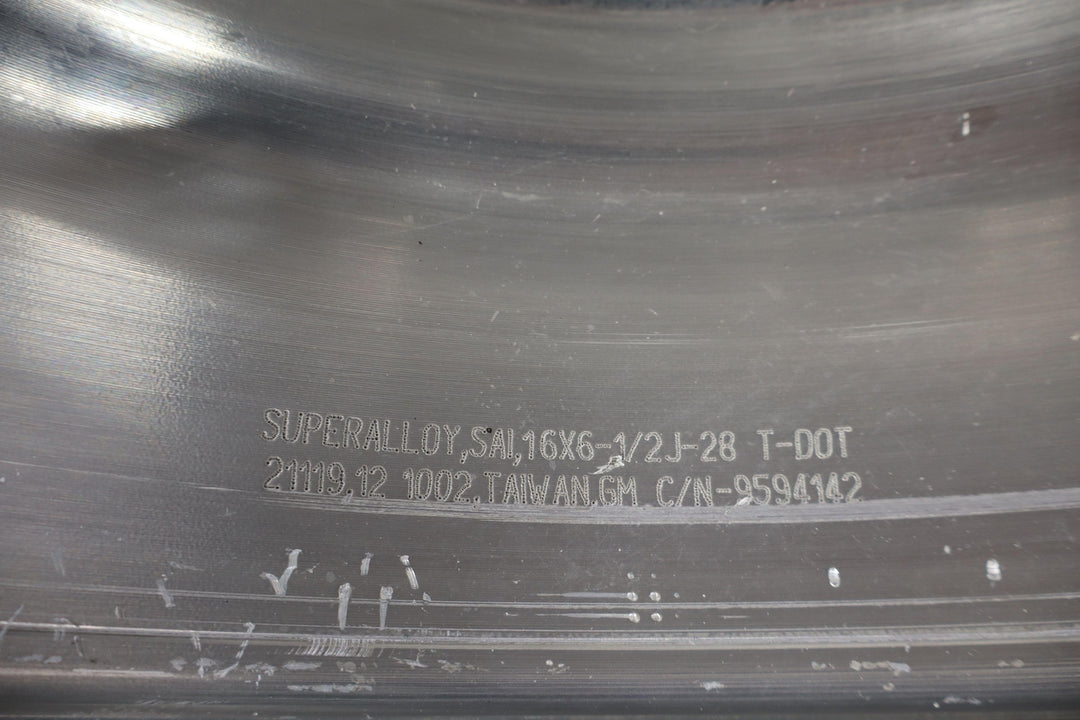 SUPERALLOY,SAI,16X6-1/2J-28 T-DOT
21119,12 1002,TAIWAN,GM C/N-9594142